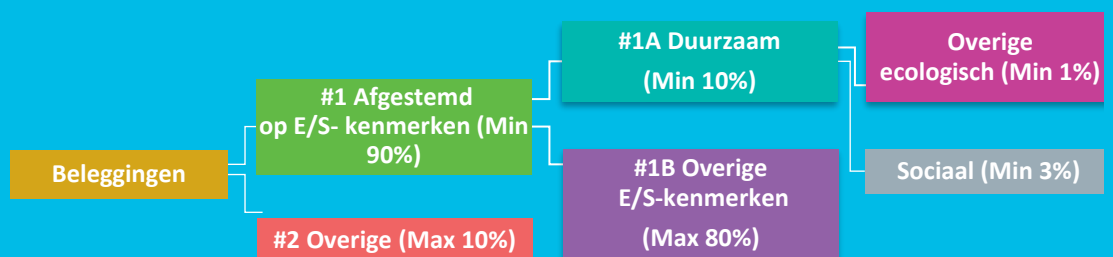 Beleggingen
#1 Afgestemd
op E/S- kenmerken (Min
90%)
#2 Overige (Max 10%)
#1A Duurzaam
(Min 10%)
#1B Overige
E/S-kenmerken
(Max 80%)
Overige
ecologisch (Min 1%)
Sociaal (Min 3%)